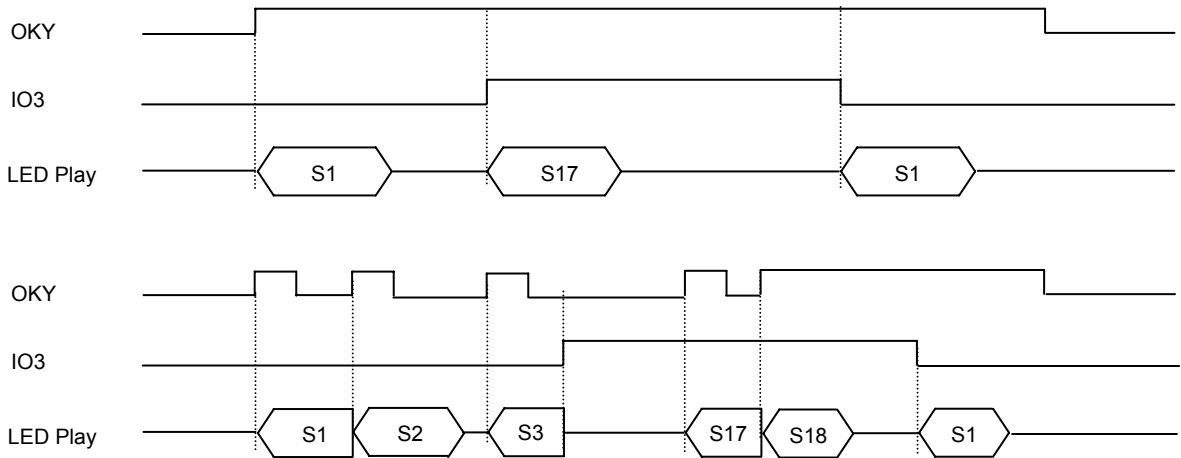 OKY
IO3
LED Play S1 S17 S1
OKY
IO3
LED Play S1 S2 S3 S17 S18 S1